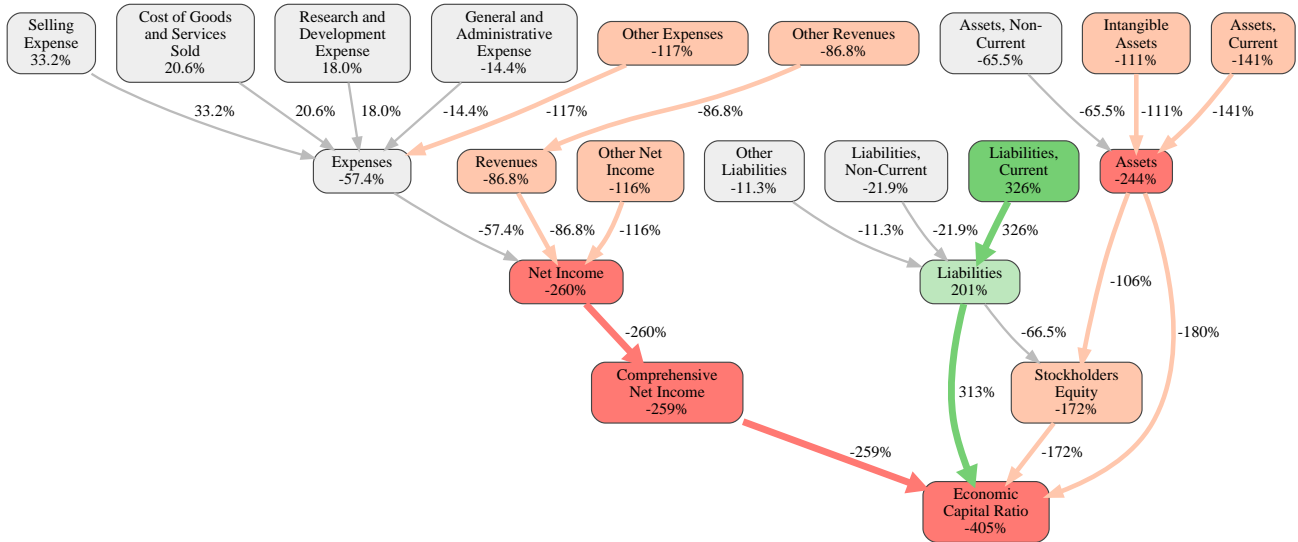 Selling
Expense
33.2%
Cost of Goods
and Services
Sold
20.6%
Research and
Development
Expense
18.0%
General and
Administrative
Expense
-14.4%
Other Expenses
-117%
Other Revenues
-86.8%
Assets, Non-
Current
-65.5%
Intangible
Assets
-111%
Assets,
Current
-141%
33.2%
20.6%
18.0%
-14.4%
-117%
-86.8%
-65.5%
-111%
-141%
Expenses
-57.4%
Revenues
-86.8%
Other Net
Income
-116%
Other
Liabilities
-11.3%
Liabilities,
Non-Current
-21.9%
Liabilities,
Current
326%
Assets
-244%
-57.4%
-86.8%
-116%
-11.3%
-21.9%
326%
Net Income
-260%
Liabilities
201%
-106%
-260%
-66.5%
-180%
Comprehensive
Net Income
-259%
313%
Stockholders
Equity
-172%
-259%
-172%
Economic
Capital Ratio
-405%